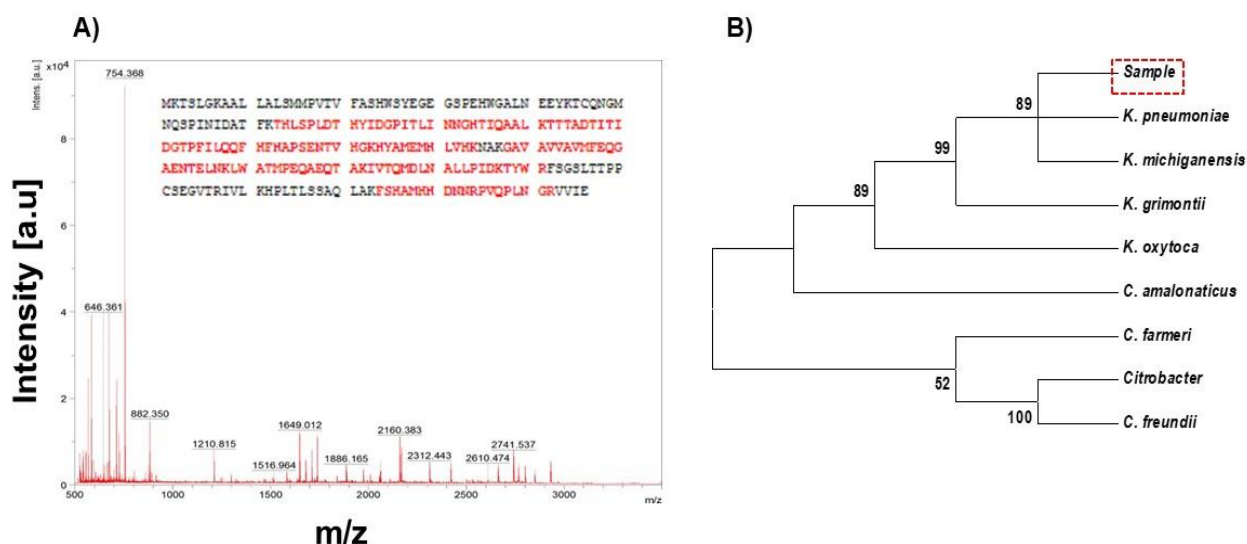 A)
B)
Intens. [a.u.]
x10⁴
8
6
4
2
0
Intensity [a.u]
754.368
646.361
882.350
1210.815
1516.964
1649.012
1886.165
2160.383
2312.443
2610.474
2741.537
MKTSLGKAAL LALSMMPVTV FASHWSYEGE GSPEHWGALN EEYKTCQNGM
NQSPINIDAT FKTHLSPLDT HYIDGPITLI NNGHTIQAAL KTTTADTITI
DGTPFILQQF HFHAPSENTV HGKHYAMEMH LVHKNAKGAV AVVAVMFEQG
AENTELNKLW ATMPEQAEQT AKIVTQMDLN ALLPIDKTYW RFSGSLTTPP
CSEGVTRIVL KHPLTLSSAQ LAKFSHAMHH DNNRPVQPLN GRVVIE
500
1000
1500
2000
2500
3000
m/z
m/z
Sample
K. pneumoniae
K. michiganensis
K. grimontii
K. oxytoca
C. amalonaticus
C. farmeri
Citrobacter
C. freundii
89
99
89
52
100